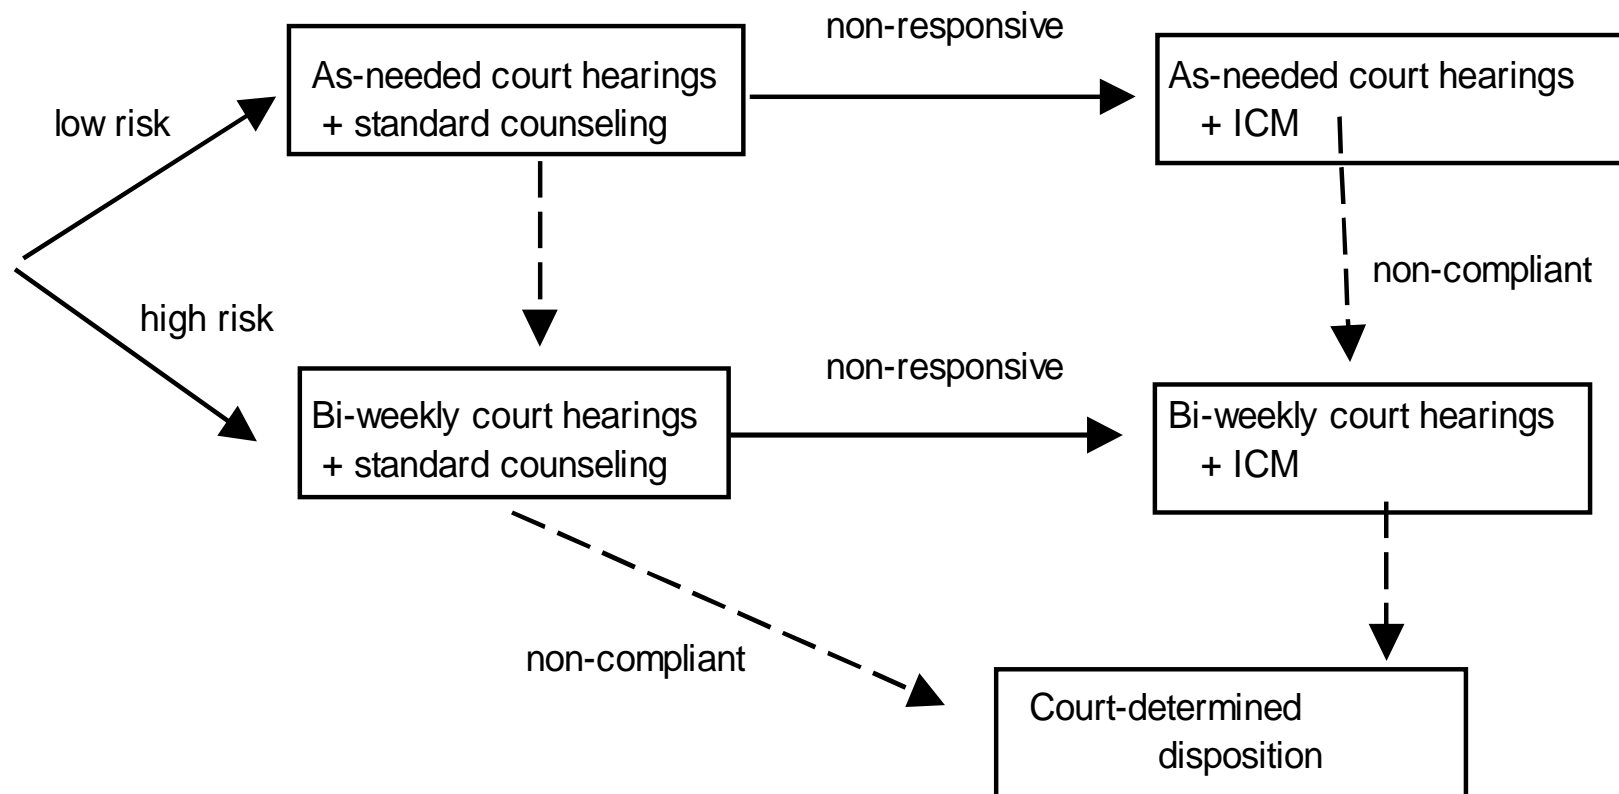 non-responsive
As-needed court hearings
+ standard counseling
As-needed court hearings
+ ICM
low risk
non-compliant
high risk
non-responsive
Bi-weekly court hearings
+ standard counseling
Bi-weekly court hearings
+ ICM
non-compliant
Court-determined
disposition